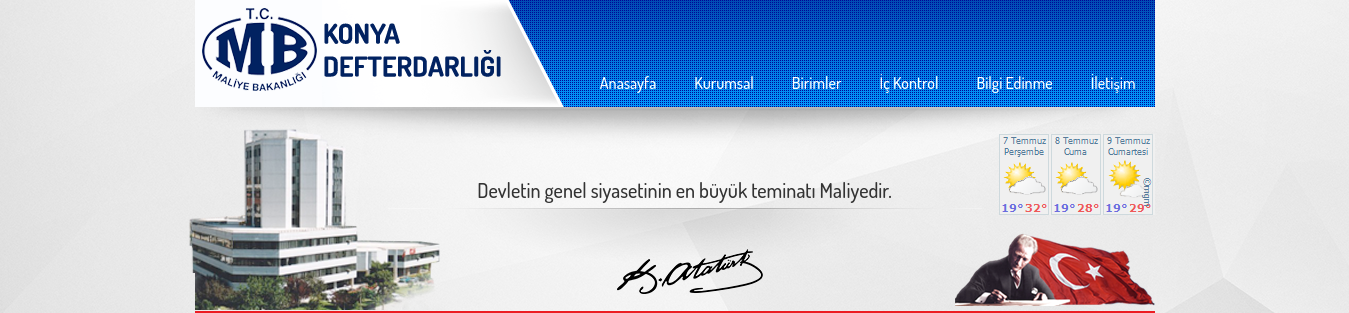 T.C.
MB
MALİYE BAKANLIĞI
KONYA
DEFTERDARLIĞI
Anasayfa Kurumsal Birimler İç Kontrol Bilgi Edinme İletişim
7 Temmuz Perşembe
8 Temmuz Cuma
9 Temmuz Cumartesi
19° 32° 19° 28° 19° 29°
©mgm
Devletin genel siyasetinin en büyük teminatı Maliyedir.
K. Atatürk